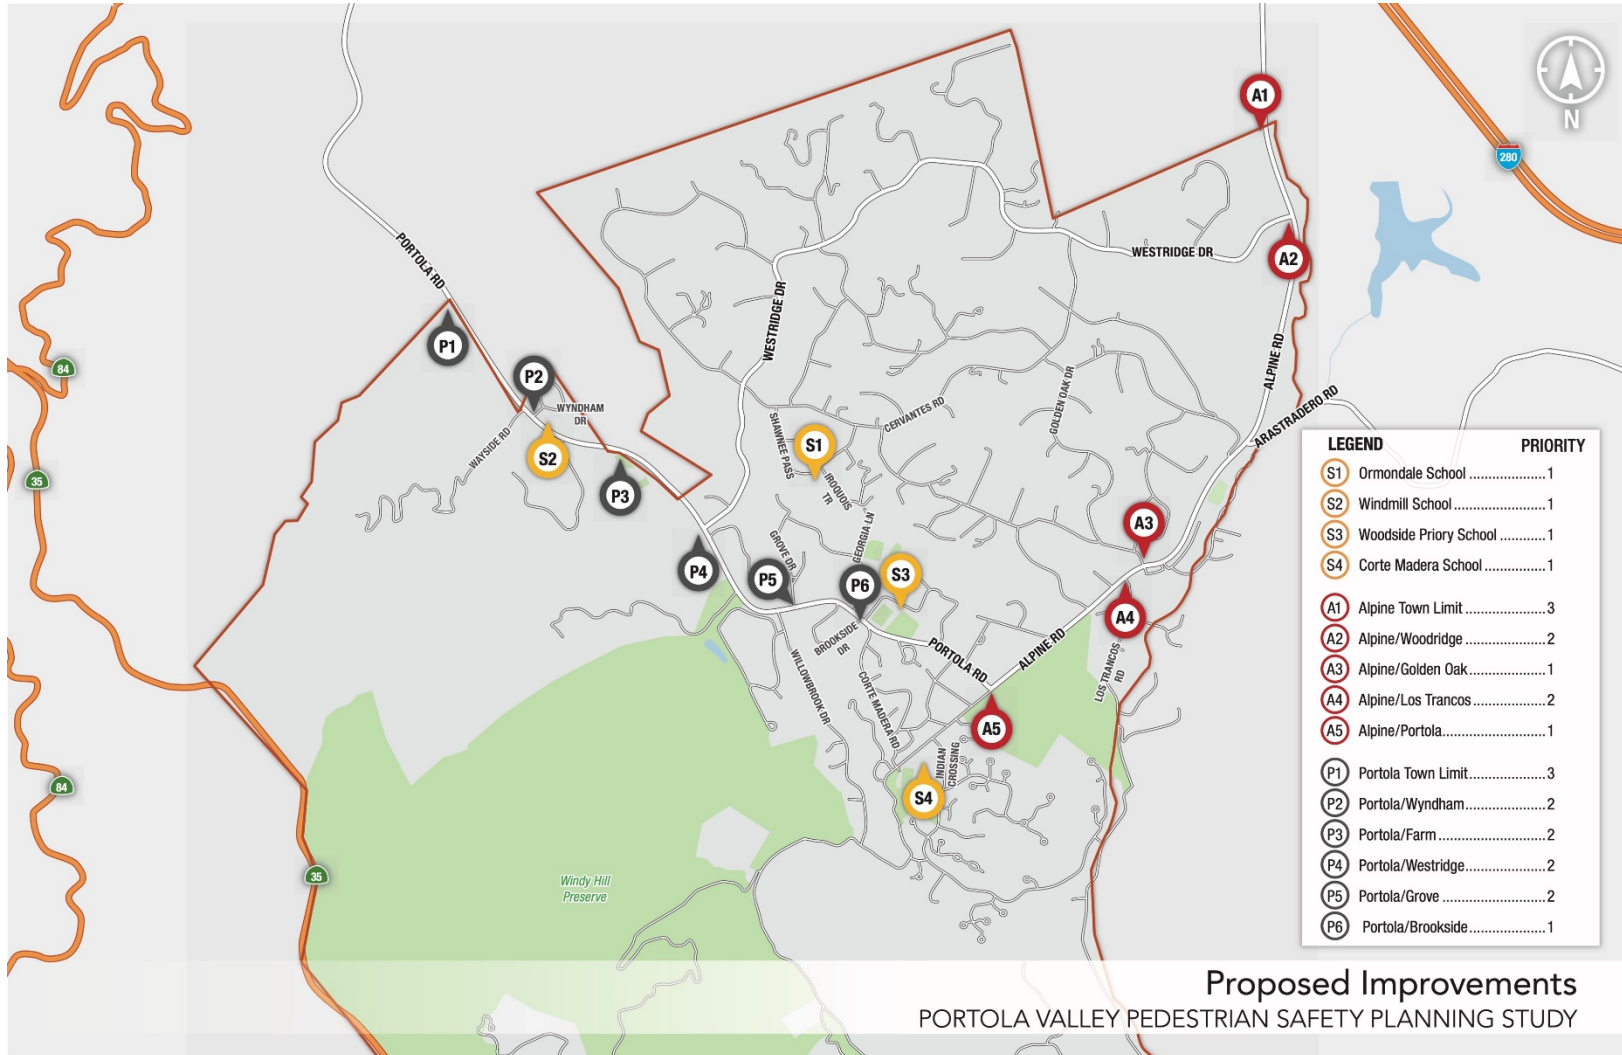 A1
N
280
PORTOLA RD
WESTRIDGE DR
A2
P1
WESTRIDGE DR
84
P2
WYNDHAM
DR
ALPINE RD
GOLDEN OAK DR
ARASTRADERO RD
CERVANTES RD
SHAWNEE PASS
S1
WAYSIDE RD
S2
35
P3
IROQUOIS
TR
GEORGIA LN
A3
GROVE DR
P4
P5
P6
S3
A4
BROOKSIDE
DR
PORTOLA RD
ALPINE RD
LOS TRANCOS
RD
WILLOWBROOK DR
CORTE MADERA RD
A5
INDIAN
CROSSING
S4
84
35
Windy Hill
Preserve
LEGEND PRIORITY
S1 Ormondale School ..................... 1
S2 Windmill School ......................... 1
S3 Woodside Priory School ............. 1
S4 Corte Madera School ................. 1
A1 Alpine Town Limit ...................... 3
A2 Alpine/Woodridge ...................... 2
A3 Alpine/Golden Oak ..................... 1
A4 Alpine/Los Trancos .................... 2
A5 Alpine/Portola............................ 1
P1 Portola Town Limit ..................... 3
P2 Portola/Wyndham ...................... 2
P3 Portola/Farm ............................. 2
P4 Portola/Westridge ...................... 2
P5 Portola/Grove ............................ 2
P6 Portola/Brookside ...................... 1
Proposed Improvements
PORTOLA VALLEY PEDESTRIAN SAFETY PLANNING STUDY